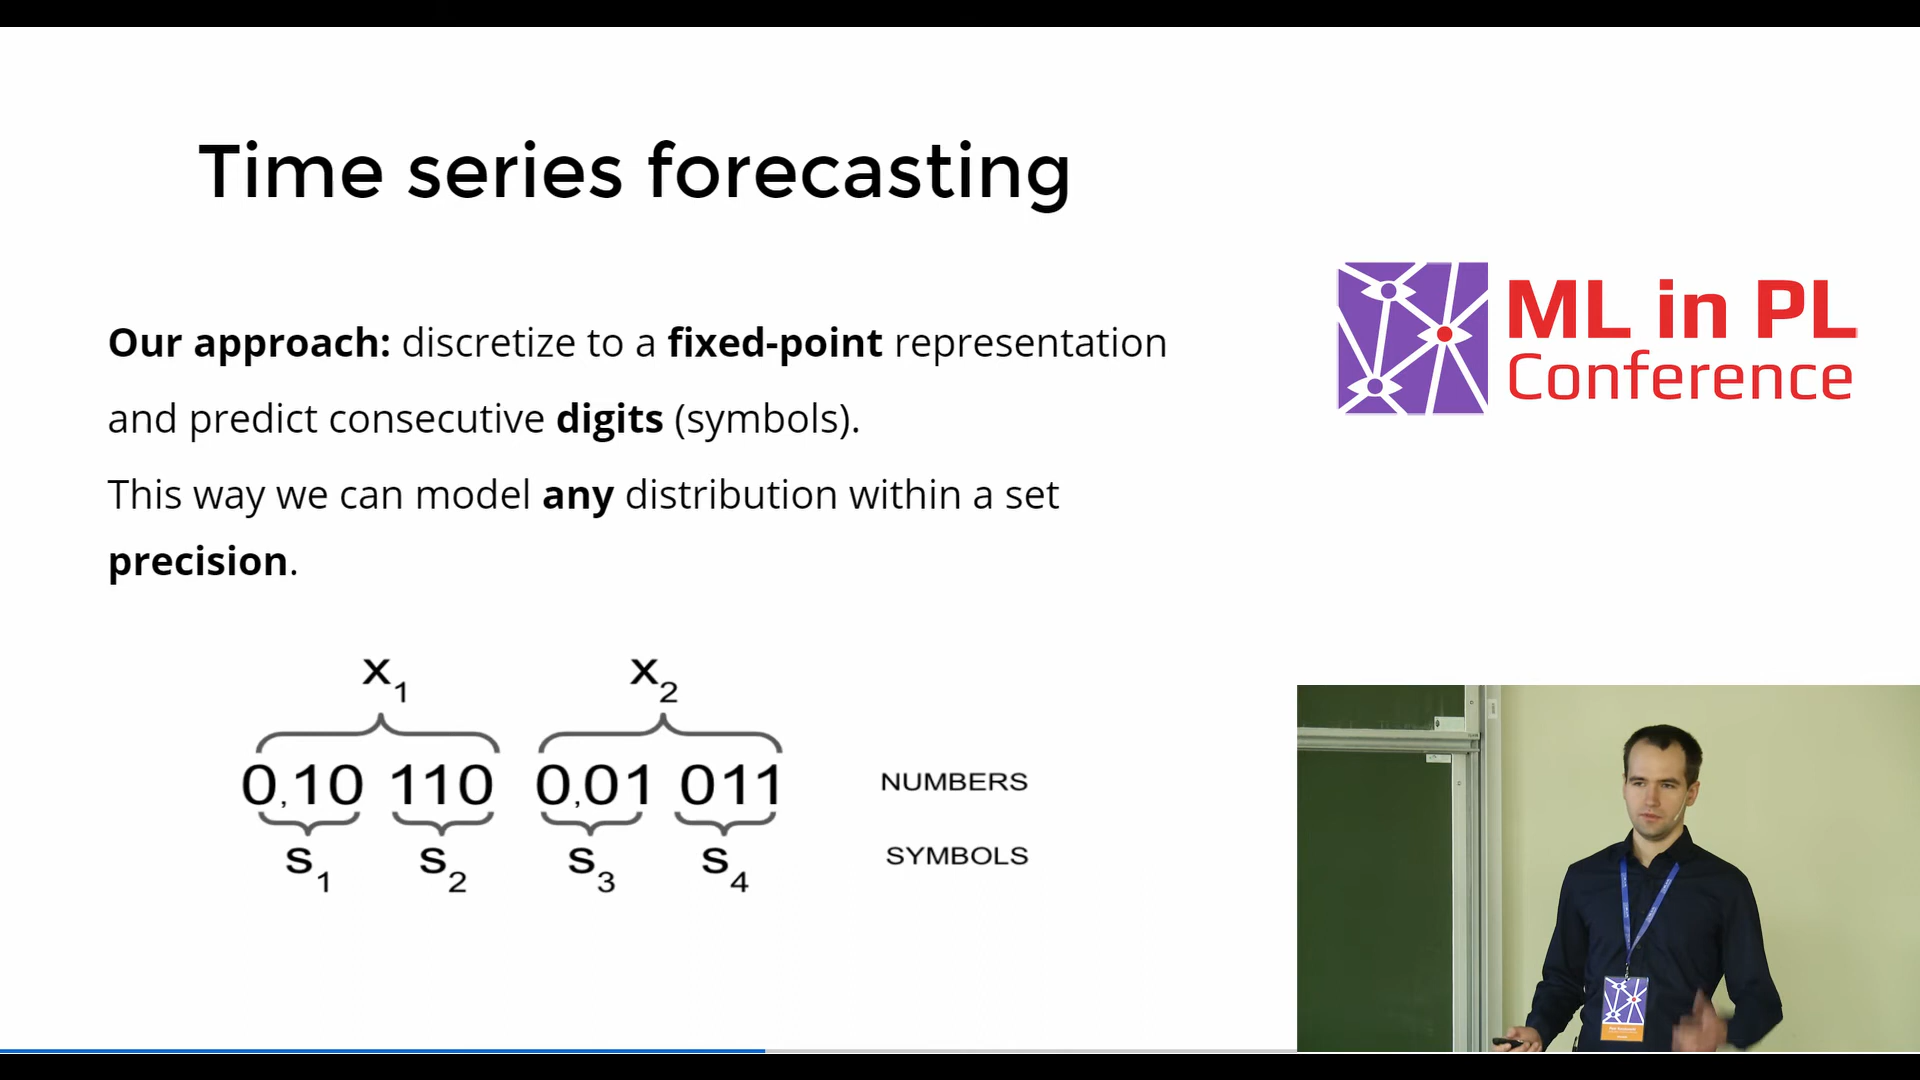 Time series forecasting
Our approach: discretize to a fixed-point representation
and predict consecutive digits (symbols).
This way we can model any distribution within a set
precision.
x1 x2
0,10 110 0,01 011 NUMBERS
s1 s2 s3 s4 SYMBOLS
ML in PL
Conference